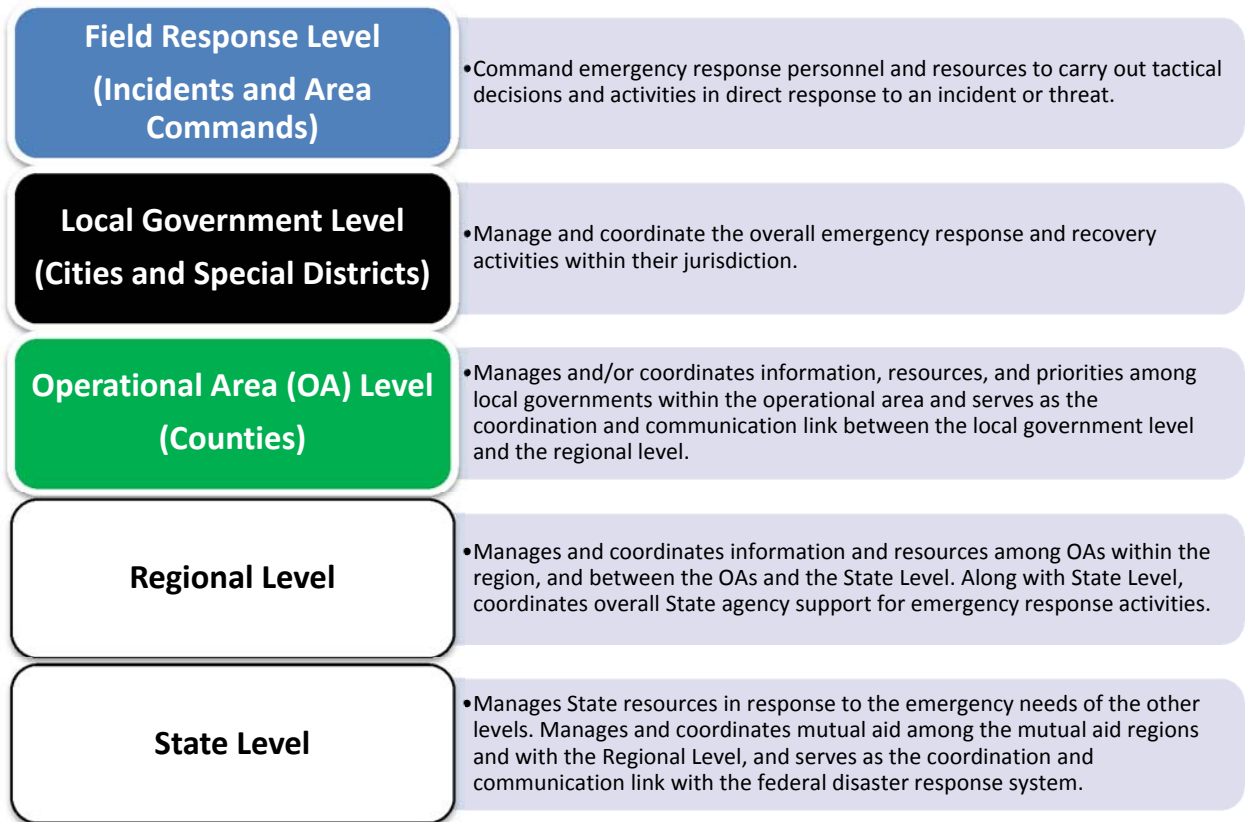 Field Response Level
(Incidents and Area
Commands)
•Command emergency response personnel and resources to carry out tactical
decisions and activities in direct response to an incident or threat.
Local Government Level
(Cities and Special Districts)
•Manage and coordinate the overall emergency response and recovery
activities within their jurisdiction.
Operational Area (OA) Level
(Counties)
•Manages and/or coordinates information, resources, and priorities among
local governments within the operational area and serves as the
coordination and communication link between the local government level
and the regional level.
Regional Level
•Manages and coordinates information and resources among OAs within the
region, and between the OAs and the State Level. Along with State Level,
coordinates overall State agency support for emergency response activities.
State Level
•Manages State resources in response to the emergency needs of the other
levels. Manages and coordinates mutual aid among the mutual aid regions
and with the Regional Level, and serves as the coordination and
communication link with the federal disaster response system.